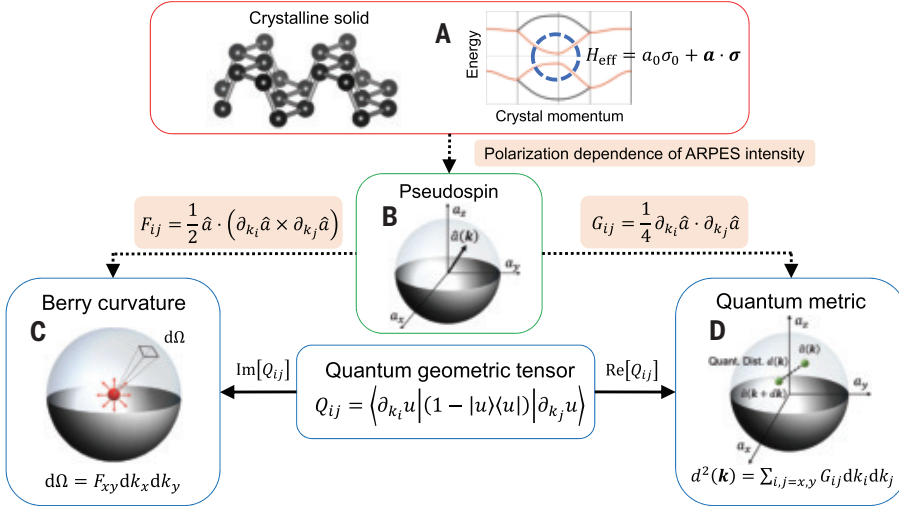 Crystalline solid
A
Energy
H_eff = a₀σ₀ + a · σ
Crystal momentum
Polarization dependence of ARPES intensity
Pseudospin
B
a_z
â(k)
a_y
a_x
F_ij = 1/2 â · (∂_{k_i} â × ∂_{k_j} â)
G_ij = 1/4 ∂_{k_i} â · ∂_{k_j} â
Berry curvature
C
dΩ
dΩ = F_xy dk_x dk_y
Im[Q_ij]
Quantum geometric tensor
Q_ij = ⟨∂_{k_i} u|(1 − |u⟩⟨u|)|∂_{k_j} u⟩
Re[Q_ij]
Quantum metric
D
a_z
Quant. Dist. d(k)
â(k)
â(k + dk)
a_y
a_x
d²(k) = ∑_{i,j=x,y} G_ij dk_i dk_j